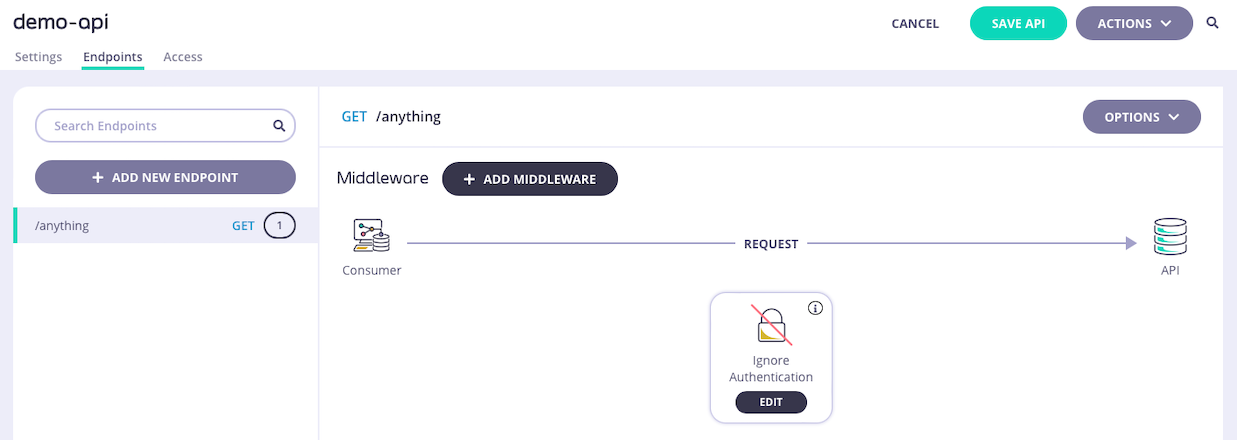 demo-api
CANCEL
SAVE API
ACTIONS
Settings
Endpoints
Access
Search Endpoints
ADD NEW ENDPOINT
/anything
GET
1
GET /anything
OPTIONS
Middleware
ADD MIDDLEWARE
Consumer
REQUEST
API
Ignore
Authentication
EDIT